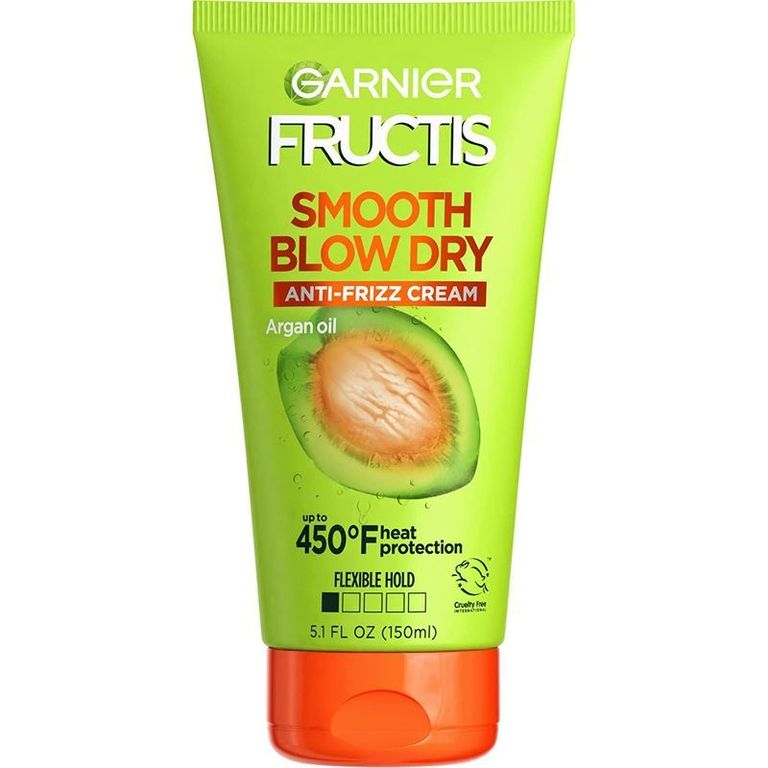 GARNIER
FRUCTIS
SMOOTH
BLOW DRY
ANTI-FRIZZ CREAM
Argan oil
up to
450°F heat
protection
FLEXIBLE HOLD
Cruelty Free
INTERNATIONAL
5.1 FL OZ (150ml)